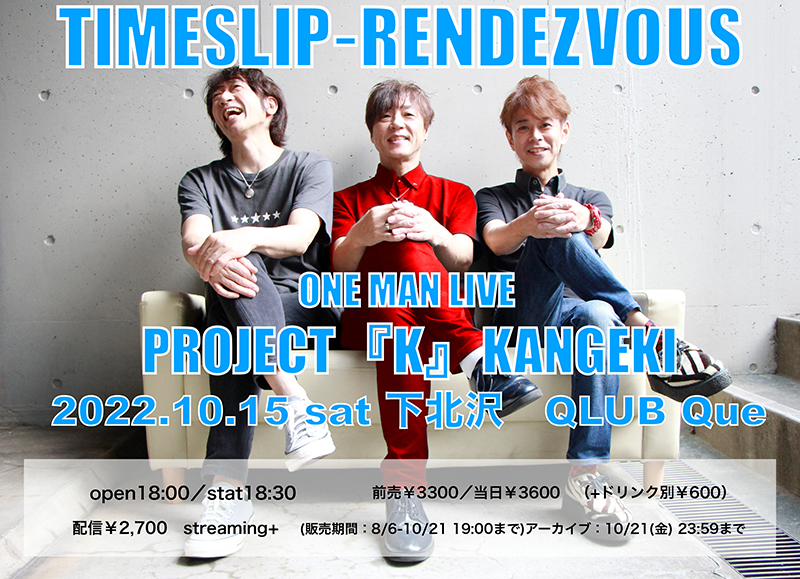 TIMESLIP-RENDEZVOUS
ONE MAN LIVE
PROJECT 『K』 KANGEKI
2022.10.15 sat 下北沢　QLUB Que
open18:00／stat18:30　前売￥3300／当日￥3600　（+ドリンク別￥600）
配信￥2,700　streaming+　(販売期間：8/6-10/21 19:00まで)アーカイブ：10/21(金) 23:59まで